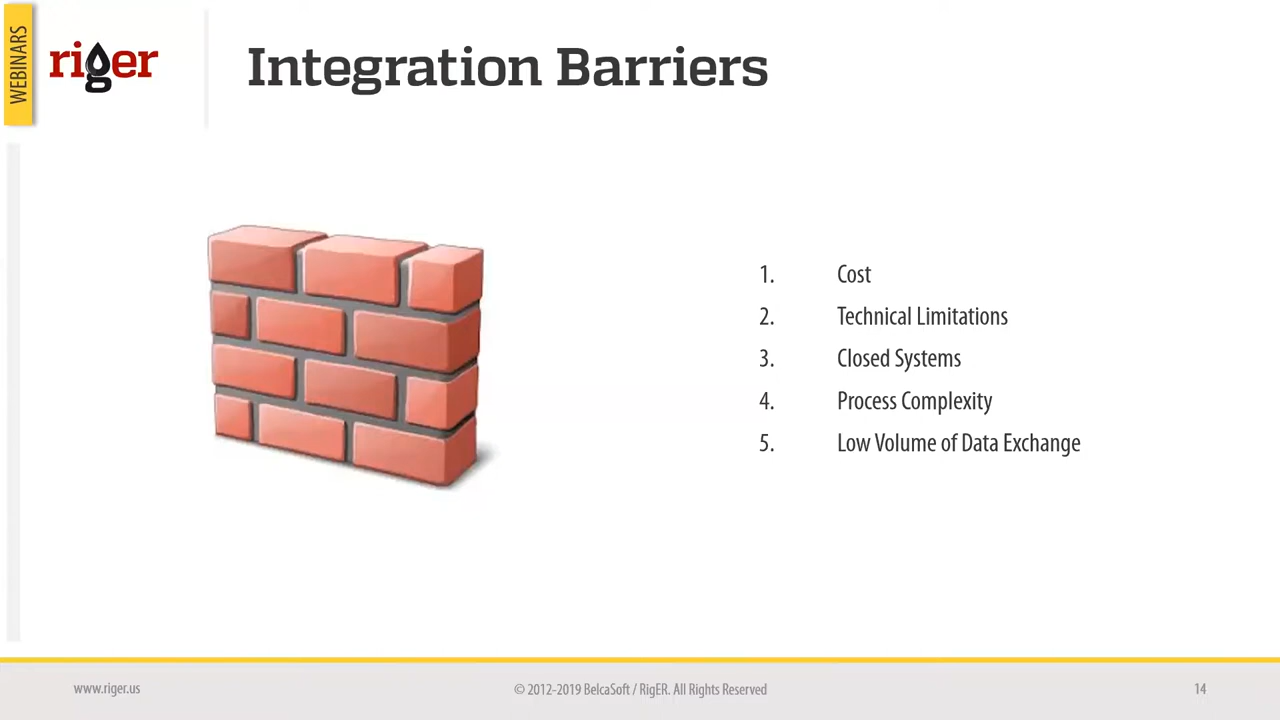 WEBINARS
riger
Integration Barriers
1. Cost
2. Technical Limitations
3. Closed Systems
4. Process Complexity
5. Low Volume of Data Exchange
www.riger.us
© 2012-2019 BelcaSoft / RigER. All Rights Reserved
14